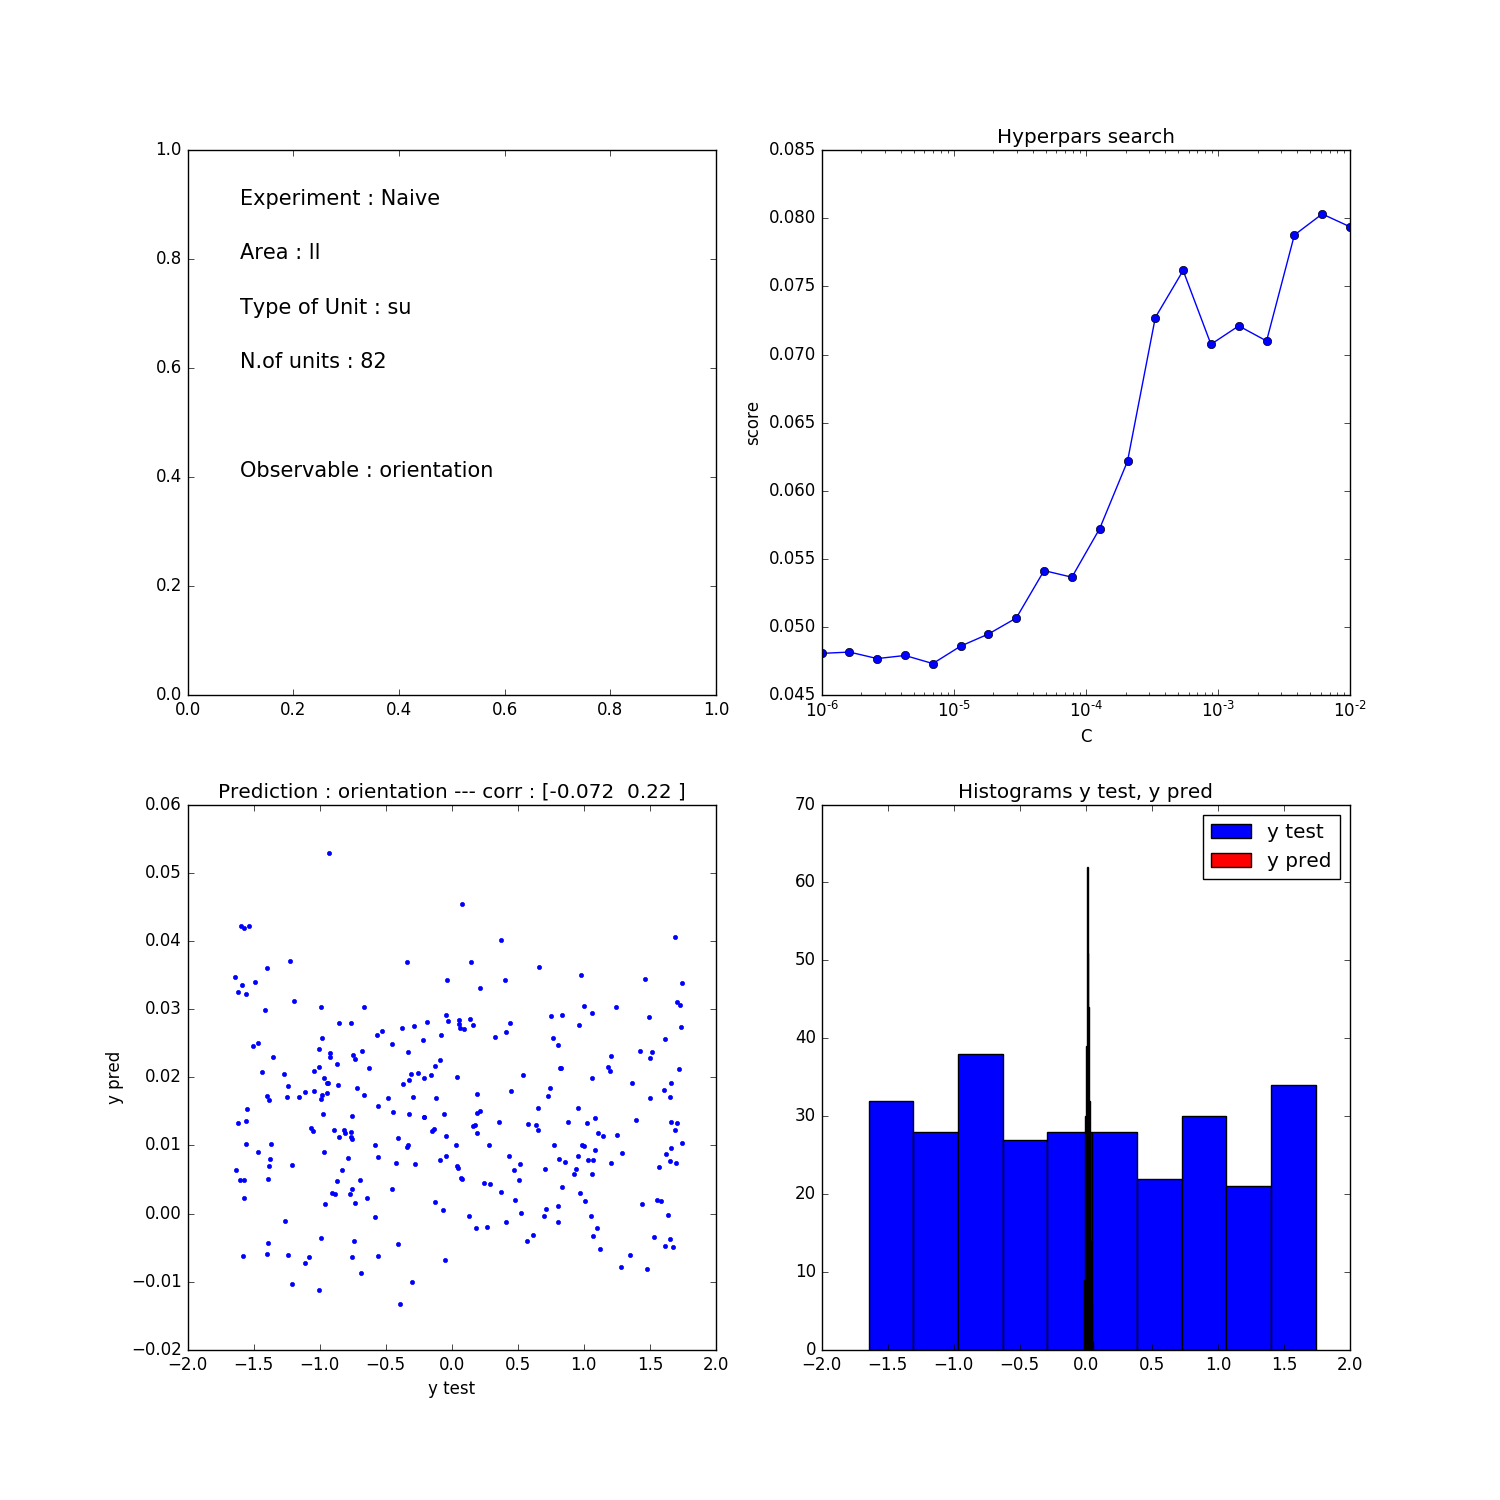 1.0
0.8
0.6
0.4
0.2
0.0
0.0 0.2 0.4 0.6 0.8 1.0
Experiment : Naive
Area : ll
Type of Unit : su
N.of units : 82
Observable : orientation
Hyperpars search
0.085
0.080
0.075
0.070
0.065
0.060
0.055
0.050
0.045
score
10^-6 10^-5 10^-4 10^-3 10^-2
C
Prediction : orientation --- corr : [-0.072  0.22 ]
0.06
0.05
0.04
0.03
0.02
0.01
0.00
−0.01
−0.02
y pred
−2.0 −1.5 −1.0 −0.5 0.0 0.5 1.0 1.5 2.0
y test
Histograms y test, y pred
70
60
50
40
30
20
10
0
y test
y pred
−2.0 −1.5 −1.0 −0.5 0.0 0.5 1.0 1.5 2.0